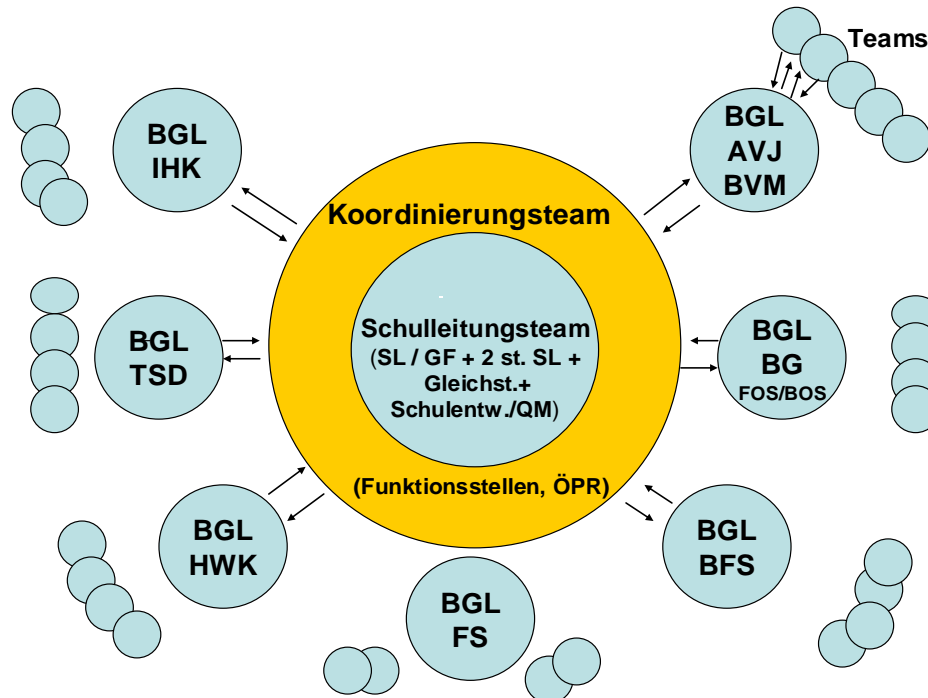 Teams
BGL
IHK
BGL
AVJ
BVM
Koordinierungsteam
Schulleitungsteam
(SL / GF + 2 st. SL +
Gleichst.+
Schulentw./QM)
(Funktionsstellen, ÖPR)
BGL
TSD
BGL
BG
FOS/BOS
BGL
HWK
BGL
BFS
BGL
FS